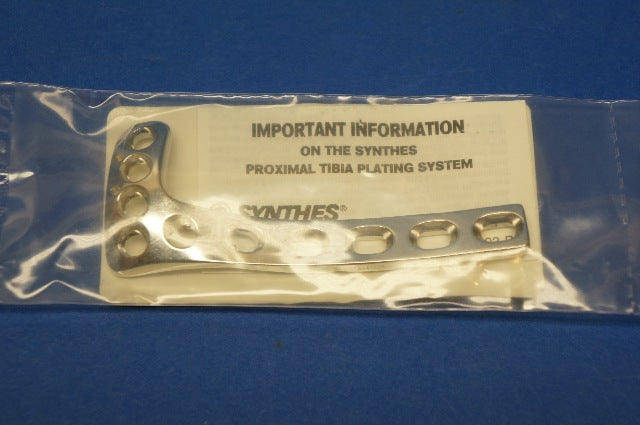 IMPORTANT INFORMATION
ON THE SYNTHES
PROXIMAL TIBIA PLATING SYSTEM
SYNTHES®